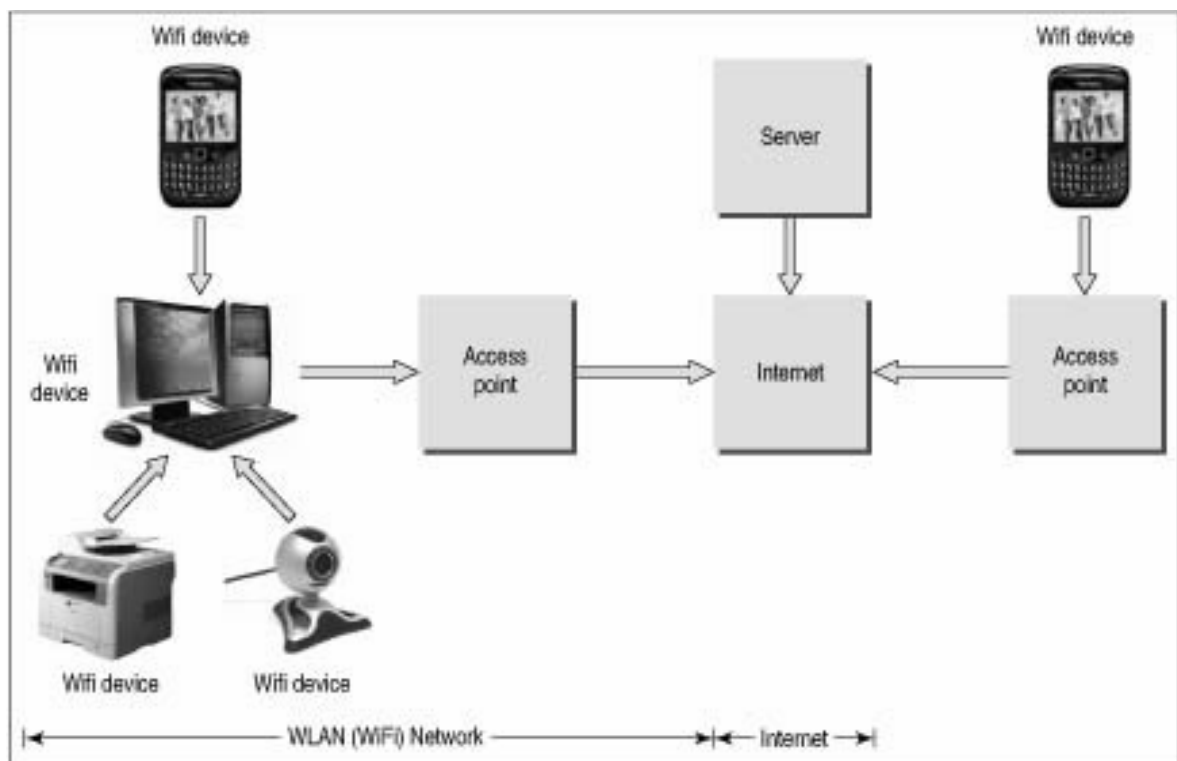 Wifi device
Wifi device
Server
Wifi
device
Access
point
Internet
Access
point
Wifi device
Wifi device
WLAN (WiFi) Network
Internet